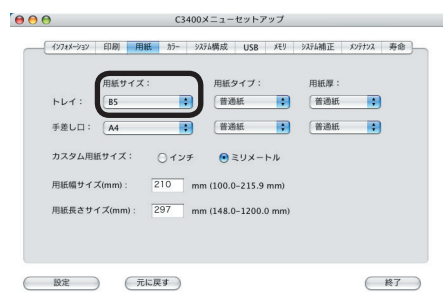 C3400メニューセットアップ
インフォメーション 印刷 用紙 カラー システム構成 USB メモリ システム補正 メンテナンス 寿命
用紙サイズ： 用紙タイプ： 用紙厚：
トレイ： B5 普通紙 普通紙
手差し口： A4 普通紙 普通紙
カスタム用紙サイズ： インチ ミリメートル
用紙幅サイズ(mm)： 210 mm (100.0-215.9 mm)
用紙長さサイズ(mm)： 297 mm (148.0-1200.0 mm)
設定 元に戻す 終了